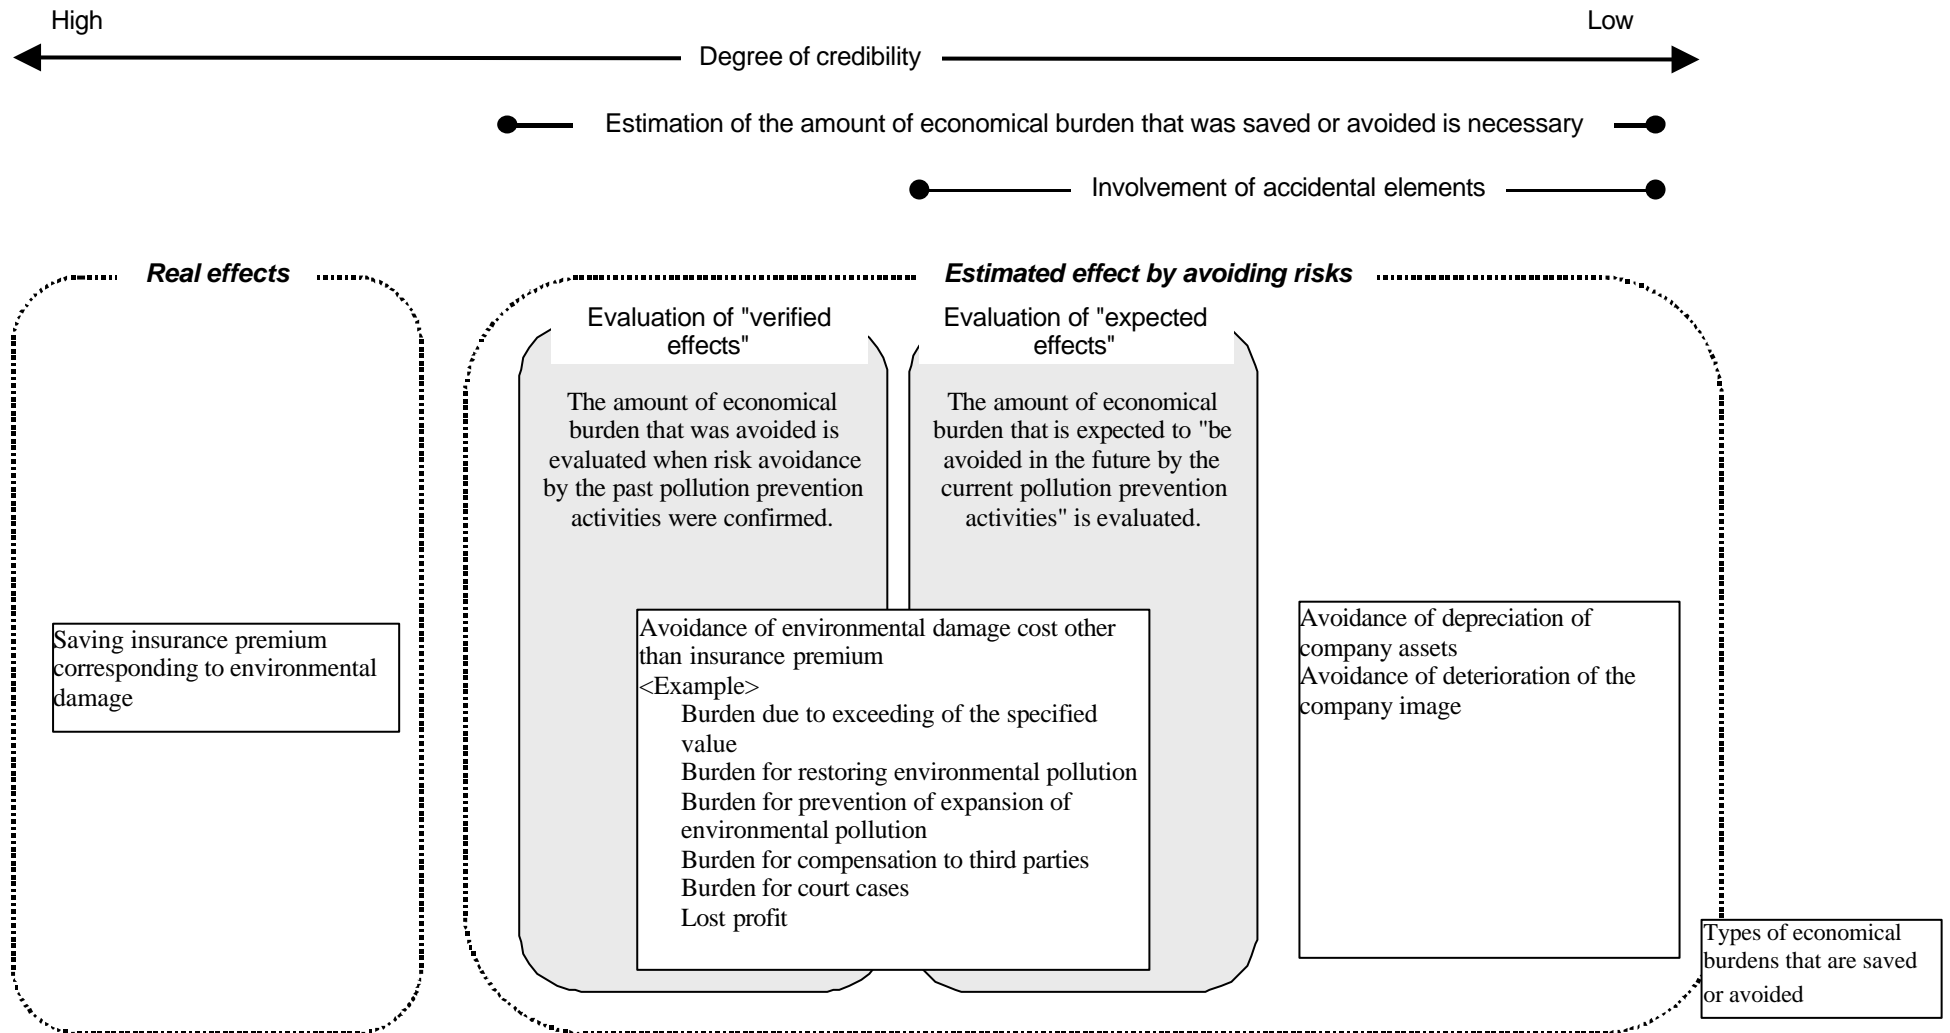 High
Low
Degree of credibility
Estimation of the amount of economical burden that was saved or avoided is necessary
Involvement of accidental elements
Real effects
Estimated effect by avoiding risks
Evaluation of "verified
effects"
The amount of economical
burden that was avoided is
evaluated when risk avoidance
by the past pollution prevention
activities were confirmed.
Evaluation of "expected
effects"
The amount of economical
burden that is expected to "be
avoided in the future by the
current pollution prevention
activities" is evaluated.
Saving insurance premium
corresponding to environmental
damage
Avoidance of environmental damage cost other
than insurance premium
<Example>
Burden due to exceeding of the specified
value
Burden for restoring environmental pollution
Burden for prevention of expansion of
environmental pollution
Burden for compensation to third parties
Burden for court cases
Lost profit
Avoidance of depreciation of
company assets
Avoidance of deterioration of the
company image
Types of economical
burdens that are saved
or avoided